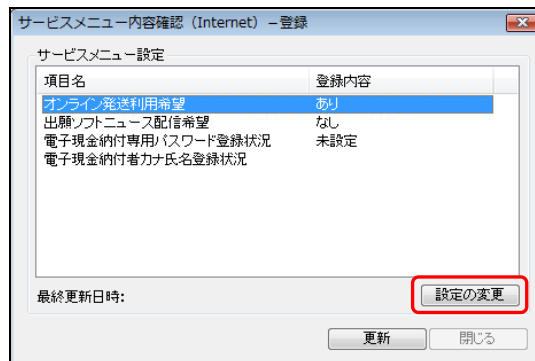 サービスメニュー内容確認（Internet）－登録
サービスメニュー設定
項目名 登録内容
オンライン発送利用希望 あり
出願ソフトニュース配信希望 なし
電子現金納付専用パスワード登録状況 未設定
電子現金納付者カナ氏名登録状況
最終更新日時: 設定の変更
更新 閉じる